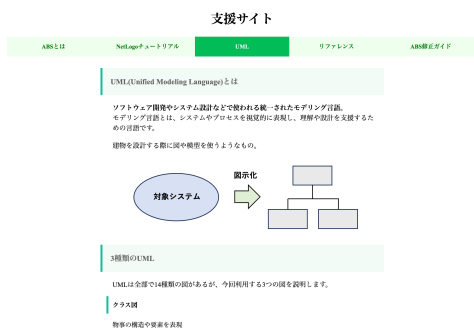 支援サイト
ABSとは
NetLogoチュートリアル
UML
リファレンス
ABS修正ガイド
UML(Unified Modeling Language)とは
ソフトウェア開発やシステム設計などで使われる統一されたモデリング言語。
モデリング言語とは、システムやプロセスを視覚的に表現し、理解や設計を支援するた
めの言語です。
建物を設計する際に図や模型を使うようなもの。
図示化
対象システム
3種類のUML
UMLは全部で14種類の図があるが、今回利用する3つの図を説明します。
クラス図
物事の構造や要素を表現